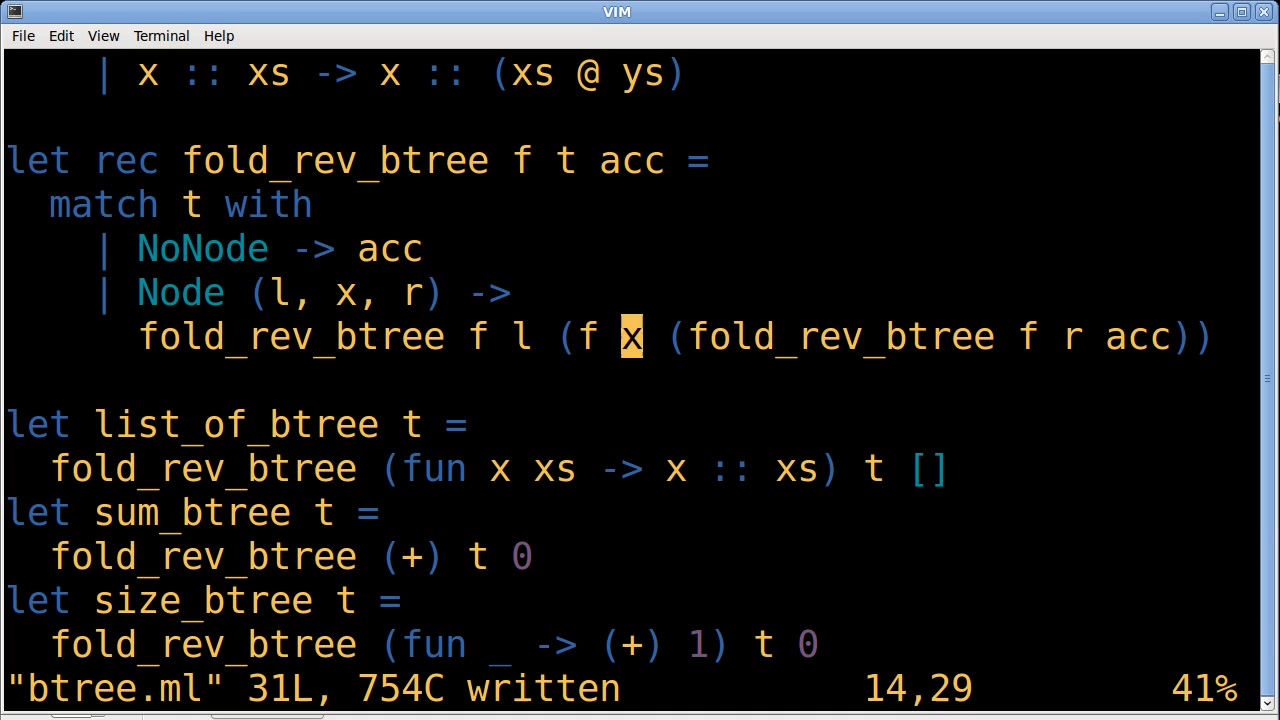 VIM
File Edit View Terminal Help
    | x :: xs -> x :: (xs @ ys)
let rec fold_rev_btree f t acc =
  match t with
    | NoNode -> acc
    | Node (l, x, r) ->
      fold_rev_btree f l (f x (fold_rev_btree f r acc))
let list_of_btree t =
  fold_rev_btree (fun x xs -> x :: xs) t []
let sum_btree t =
  fold_rev_btree (+) t 0
let size_btree t =
  fold_rev_btree (fun _ -> (+) 1) t 0
"btree.ml" 31L, 754C written 14,29 41%